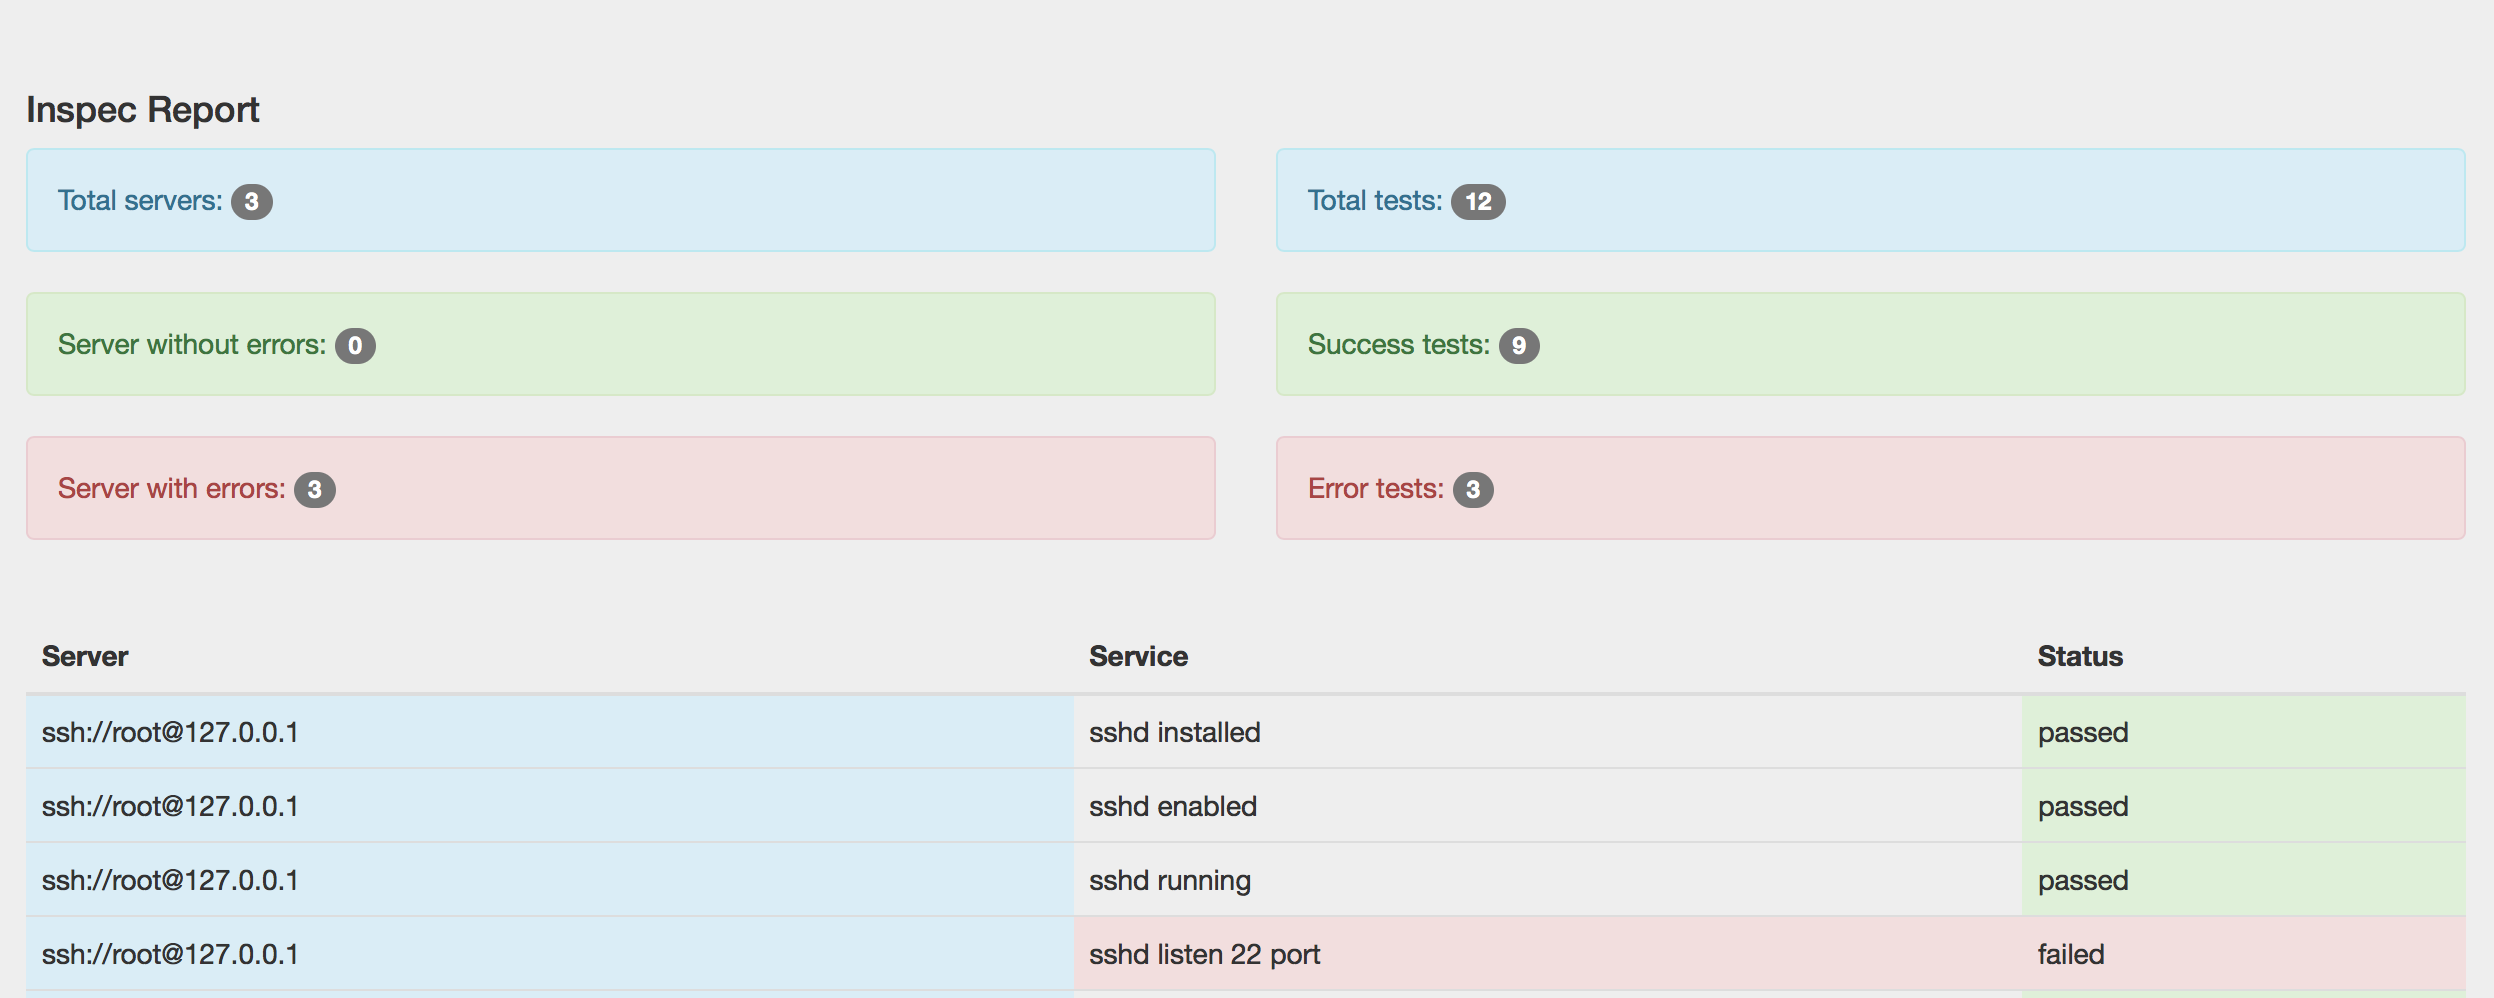 Inspec Report
Total servers: 3
Total tests: 12
Server without errors: 0
Success tests: 9
Server with errors: 3
Error tests: 3
Server Service Status
ssh://root@127.0.0.1 sshd installed passed
ssh://root@127.0.0.1 sshd enabled passed
ssh://root@127.0.0.1 sshd running passed
ssh://root@127.0.0.1 sshd listen 22 port failed